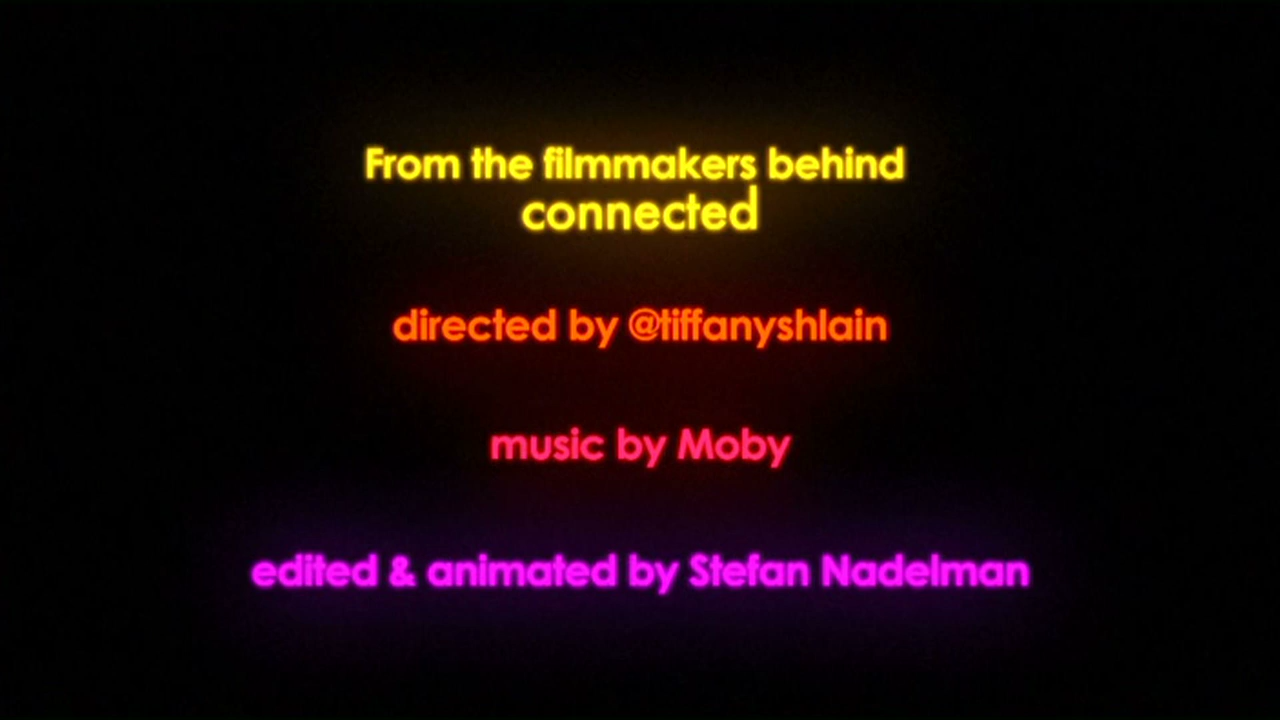 From the filmmakers behind
connected
directed by @tiffanyshlain
music by Moby
edited & animated by Stefan Nadelman